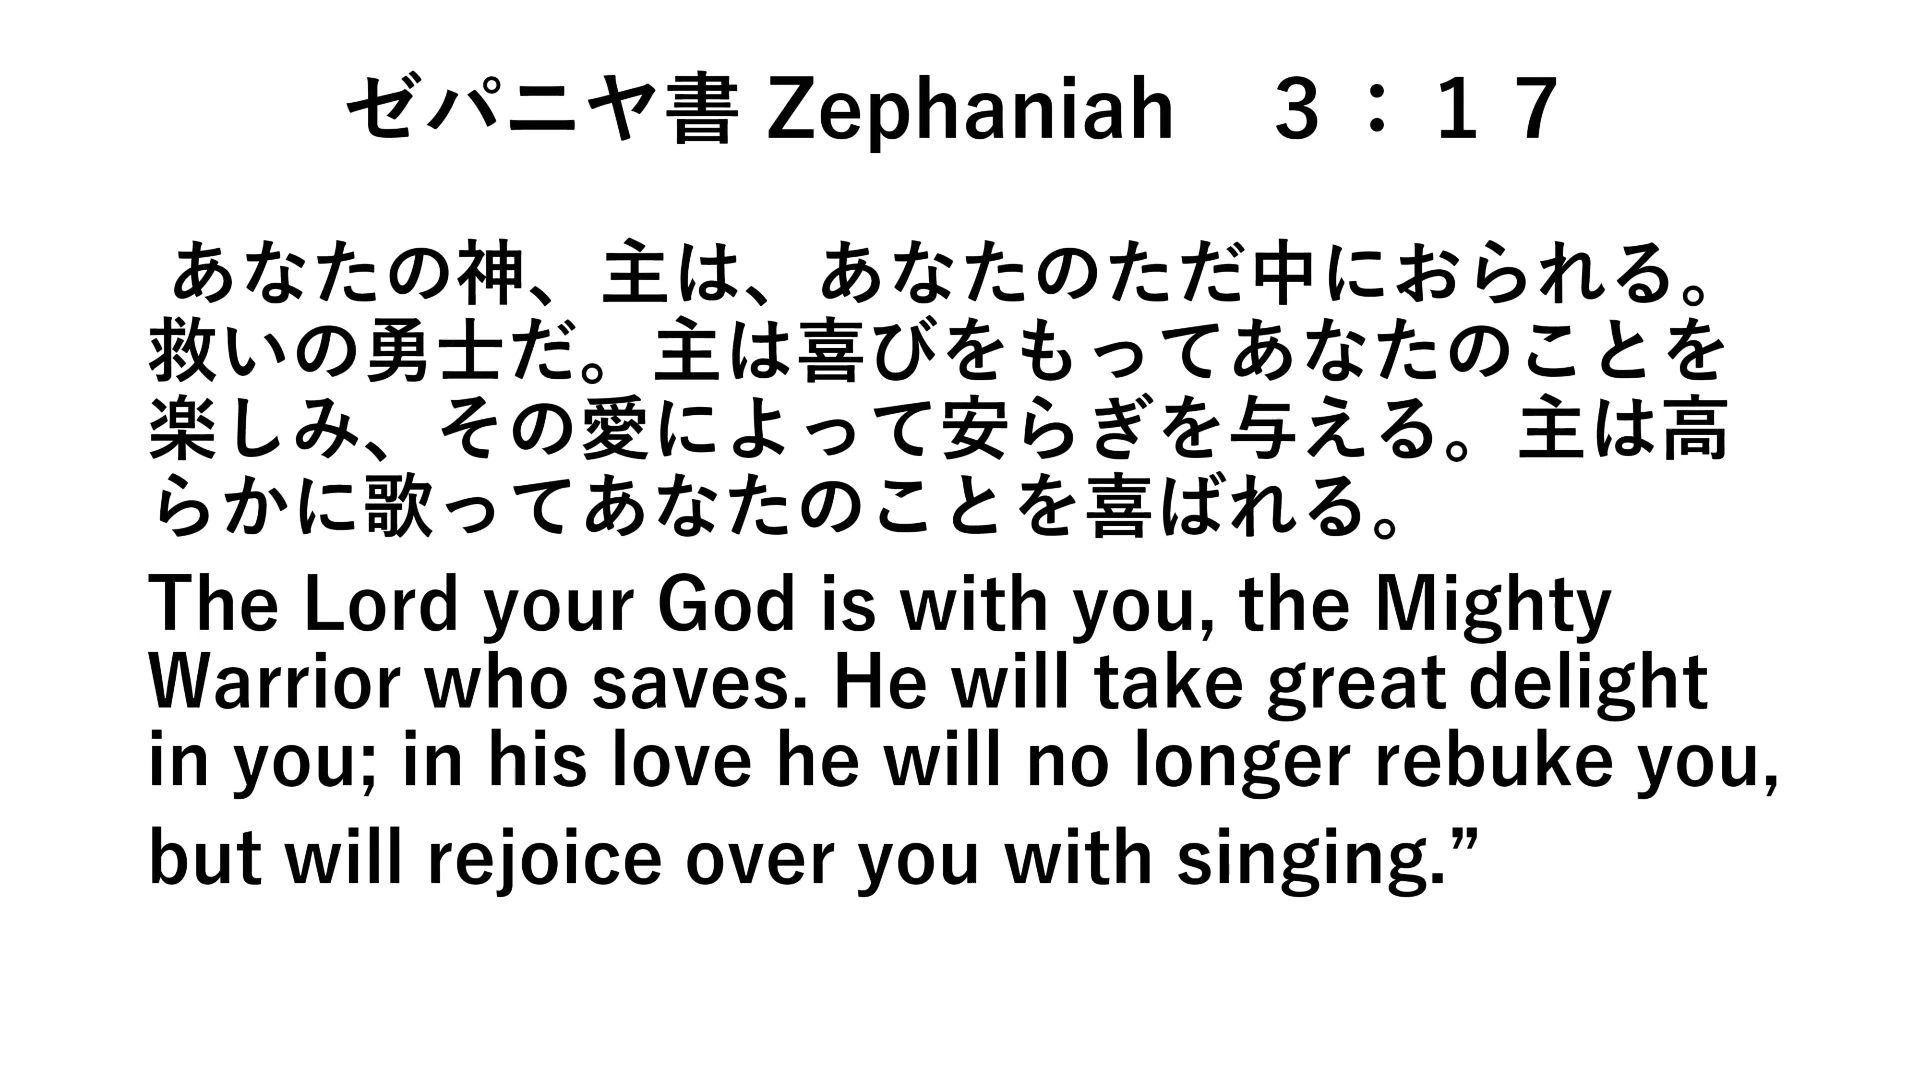 ゼパニヤ書 Zephaniah　３：１７
あなたの神、主は、あなたのただ中におられる。
救いの勇士だ。主は喜びをもってあなたのことを
楽しみ、その愛によって安らぎを与える。主は高
らかに歌ってあなたのことを喜ばれる。
The Lord your God is with you, the Mighty
Warrior who saves. He will take great delight
in you; in his love he will no longer rebuke you,
but will rejoice over you with singing.”